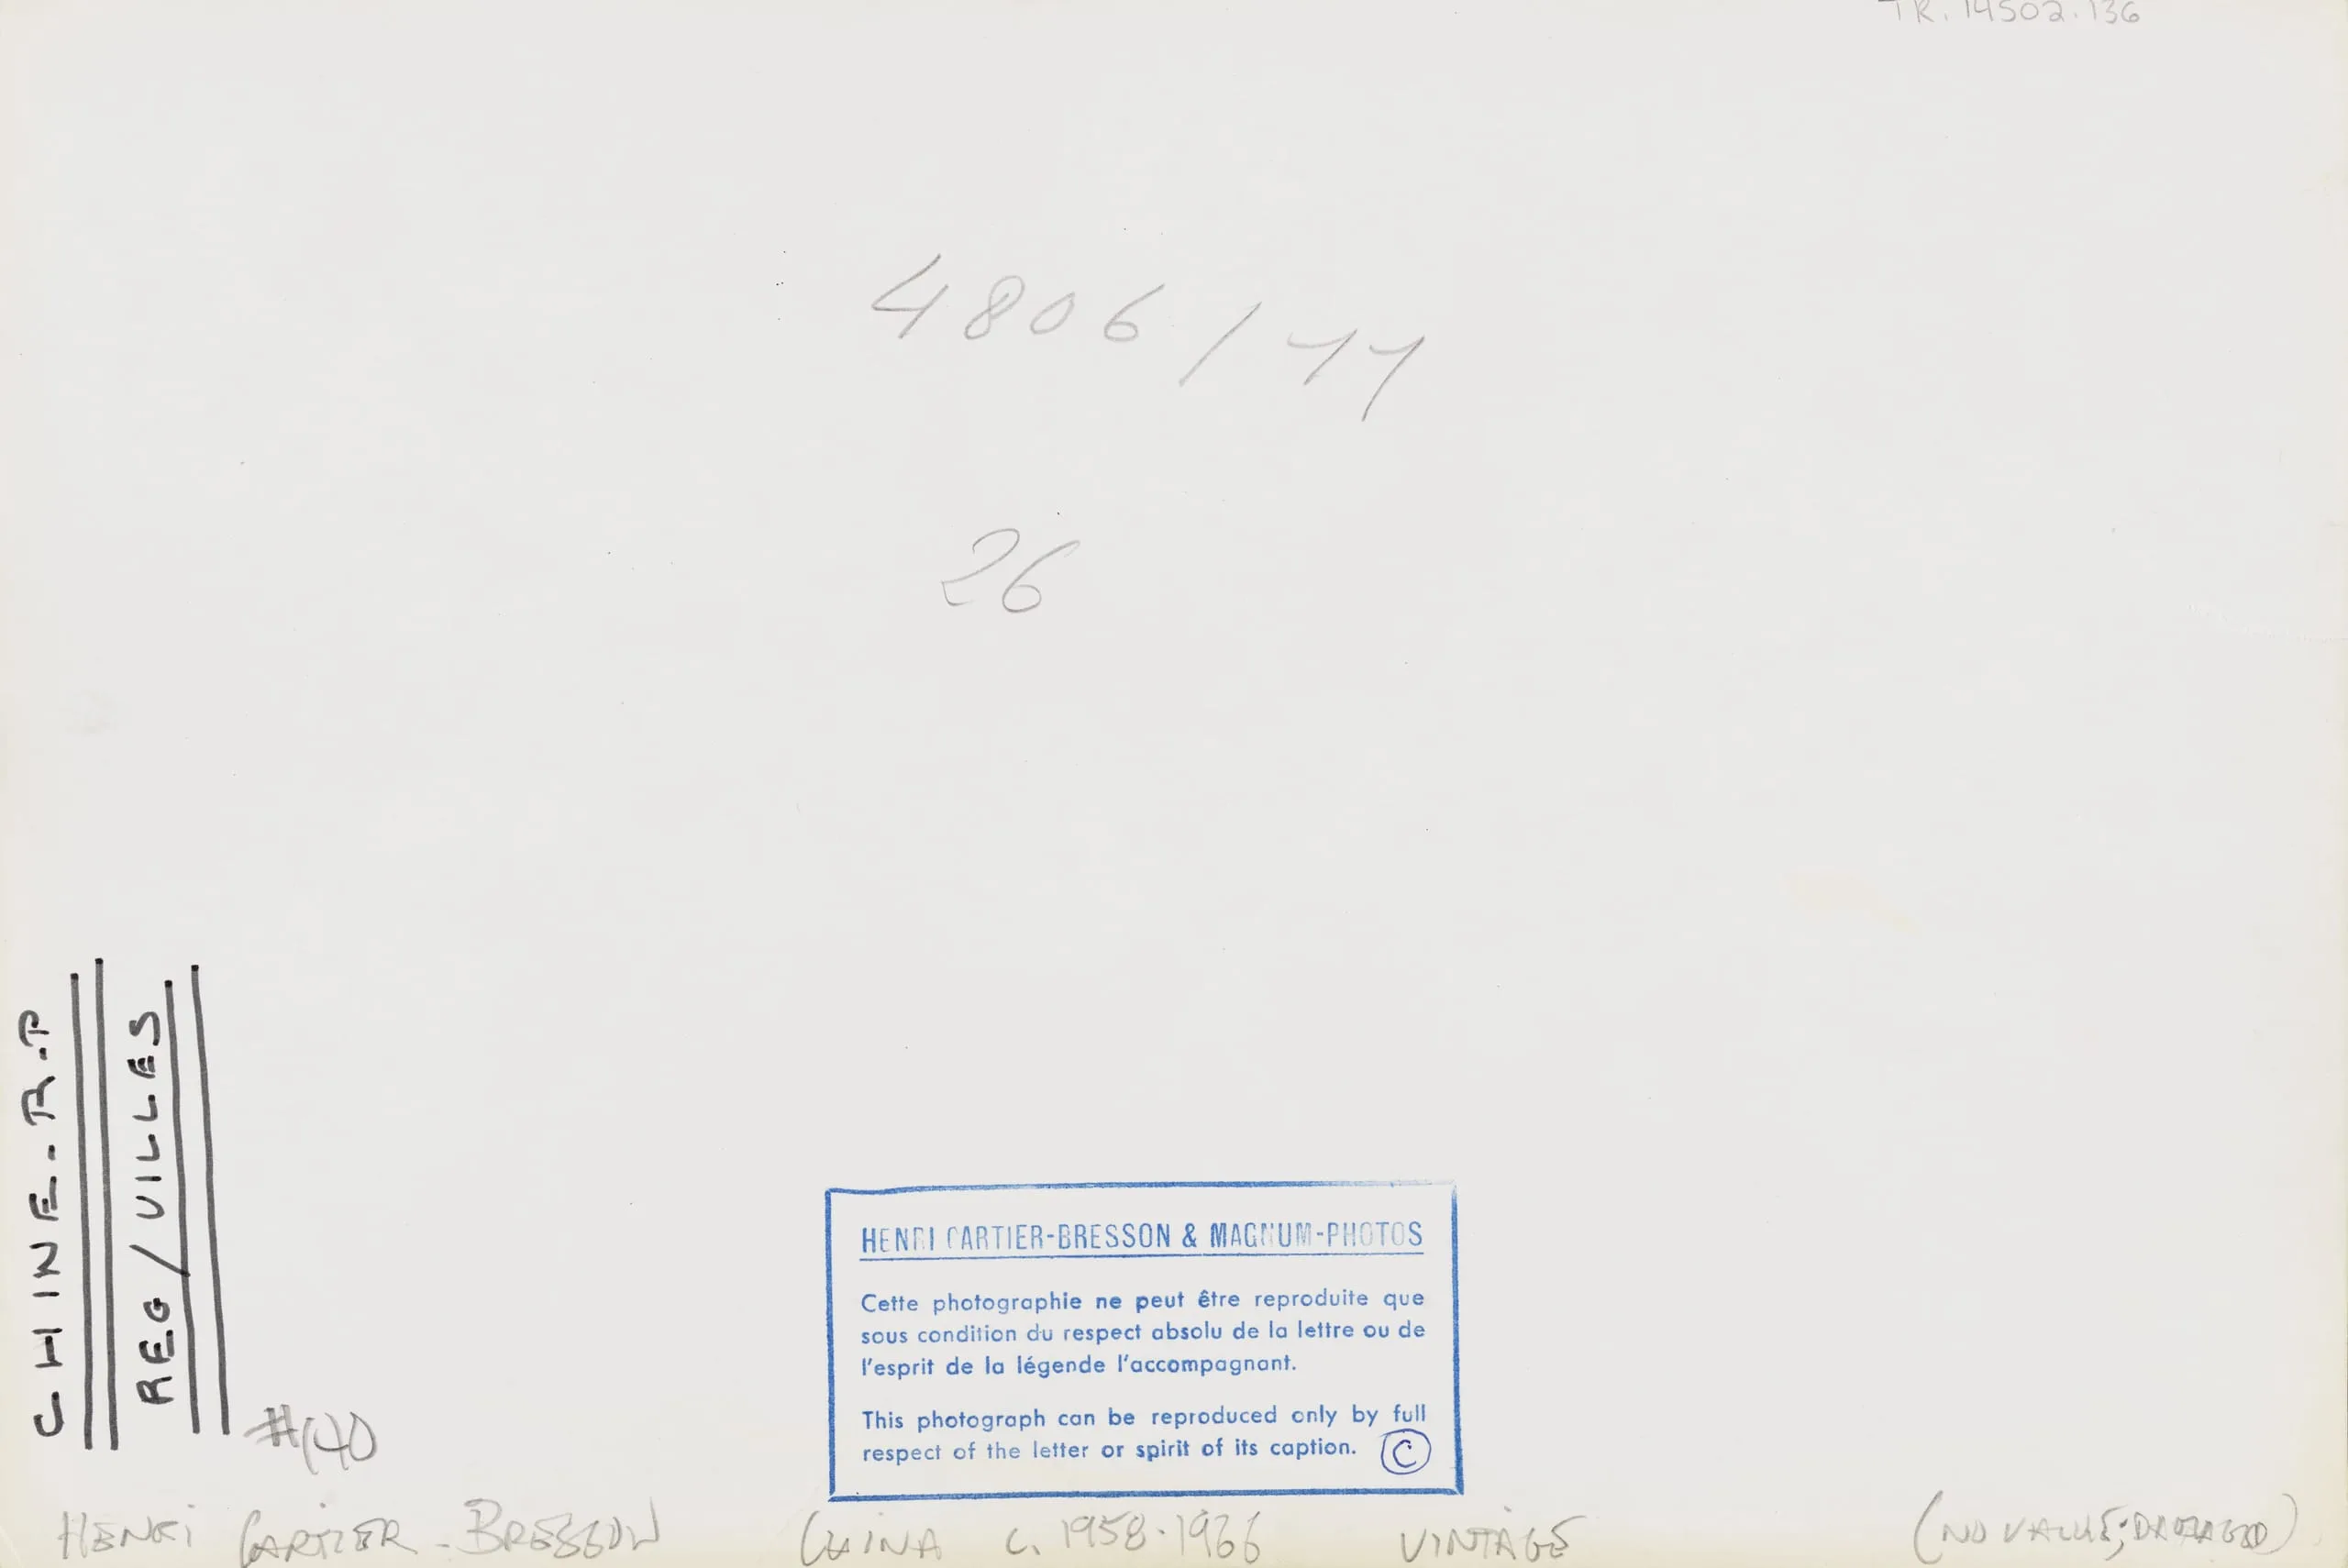 TR. 14502.136
4806/77
26
CHINE.R.P
REG/VILLES
#140
HENRI CARTIER-BRESSON & MAGNUM-PHOTOS
Cette photographie ne peut être reproduite que
sous condition du respect absolu de la lettre ou de
l'esprit de la légende l'accompagnant.
This photograph can be reproduced only by full
respect of the letter or spirit of its caption. ©
HENRI CARTIER-BRESSON CHINA c. 1958-1966 VINTAGE (NO VALUE; DAMAGED)